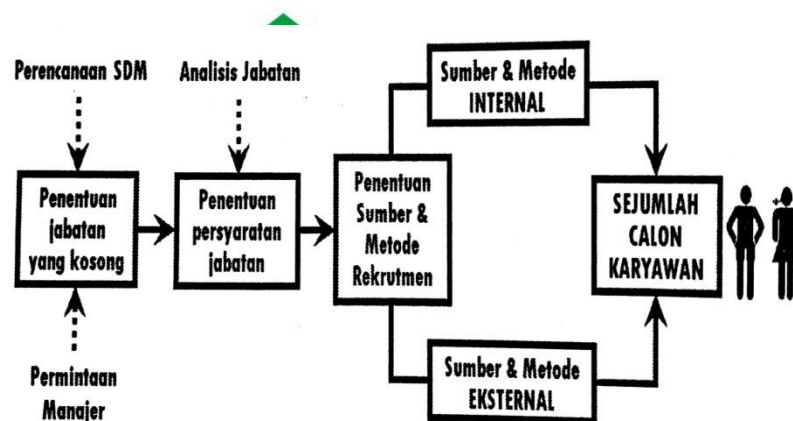 Perencanaan SDM
Analisis Jabatan
Sumber & Metode
INTERNAL
Penentuan
jabatan
yang kosong
Penentuan
persyaratan
jabatan
Penentuan
Sumber &
Metode
Rekrutmen
SEJUMLAH
CALON
KARYAWAN
Permintaan
Manajer
Sumber & Metode
EKSTERNAL